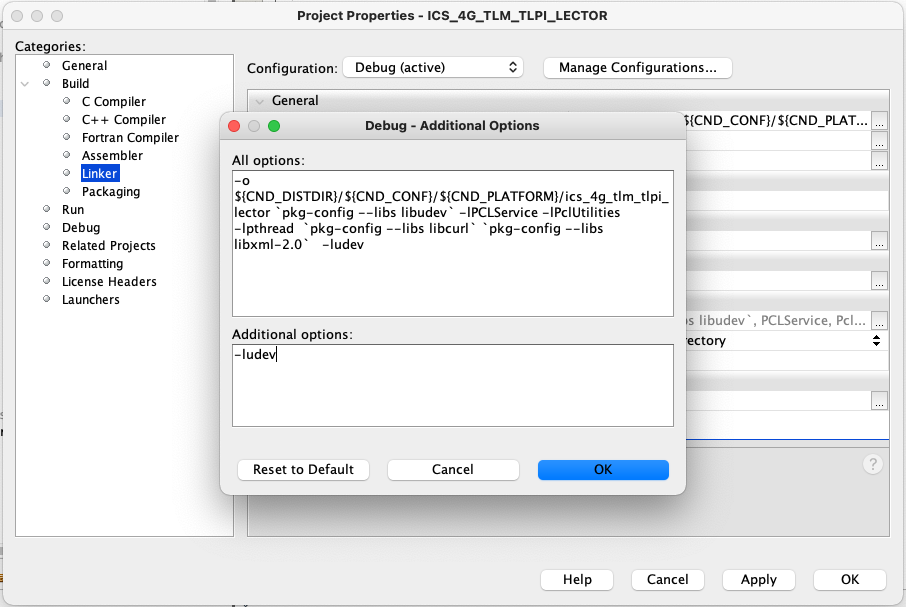 Project Properties - ICS_4G_TLM_TLPI_LECTOR
Categories:
General
Build
C Compiler
C++ Compiler
Fortran Compiler
Assembler
Linker
Packaging
Run
Debug
Related Projects
Formatting
License Headers
Launchers
Configuration:
Debug (active)
Manage Configurations...
General
${CND_CONF}/${CND_PLAT...
...
...
...
Debug - Additional Options
All options:
-o
${CND_DISTDIR}/${CND_CONF}/${CND_PLATFORM}/ics_4g_tlm_tlpi_
lector `pkg-config --libs libudev` -lPCLService -lPclUtilities
-lpthread  `pkg-config --libs libcurl` `pkg-config --libs
libxml-2.0`   -ludev
...
...
libudev`, PCLService, Pcl...
...
rectory
Additional options:
-ludev
...
Reset to Default
Cancel
OK
?
Help
Cancel
Apply
OK